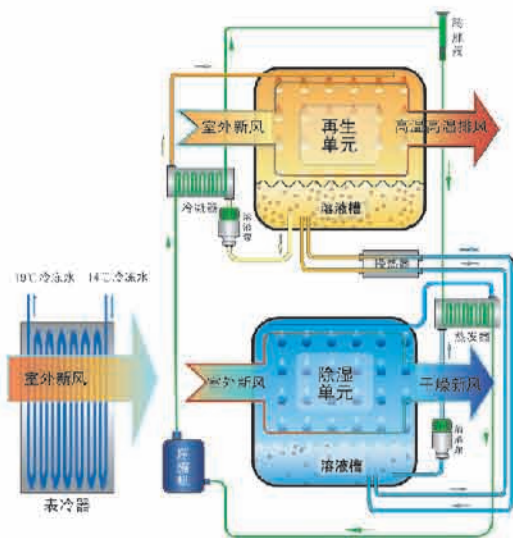 膨胀阀
室外新风
再生
单元
高温高湿排风
冷凝器
溶液泵
溶液槽
换热器
19℃冷冻水
14℃冷冻水
蒸发器
室外新风
室外新风
除湿
单元
干燥新风
溶液泵
溶液槽
压缩机
表冷器